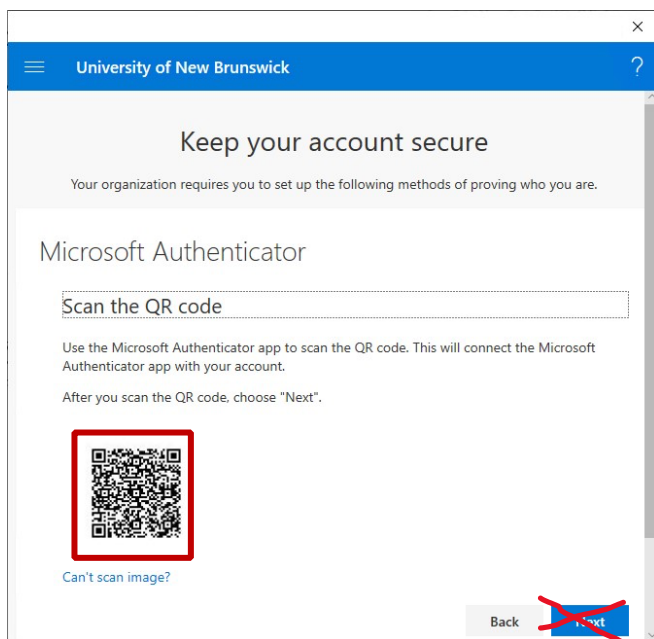 University of New Brunswick
?
Keep your account secure
Your organization requires you to set up the following methods of proving who you are.
Microsoft Authenticator
Scan the QR code
Use the Microsoft Authenticator app to scan the QR code. This will connect the Microsoft
Authenticator app with your account.
After you scan the QR code, choose "Next".
Can't scan image?
Back
Next